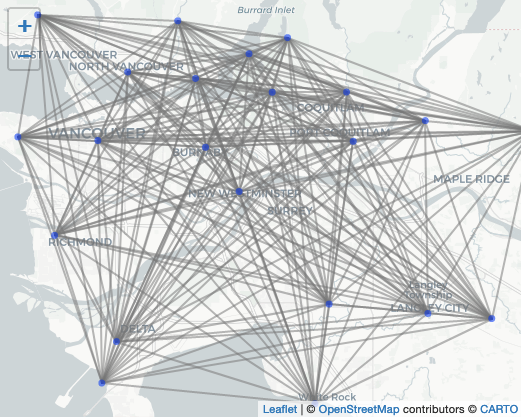 Burrard Inlet
+
WEST VANCOUVER
NORTH VANCOUVER
COQUITLAM
VANCOUVER
PORT COQUITLAM
BURNABY
MAPLE RIDGE
NEW WESTMINSTER
SURREY
RICHMOND
Langley
Township
LANGLEY CITY
DELTA
White Rock
Leaflet | © OpenStreetMap contributors © CARTO